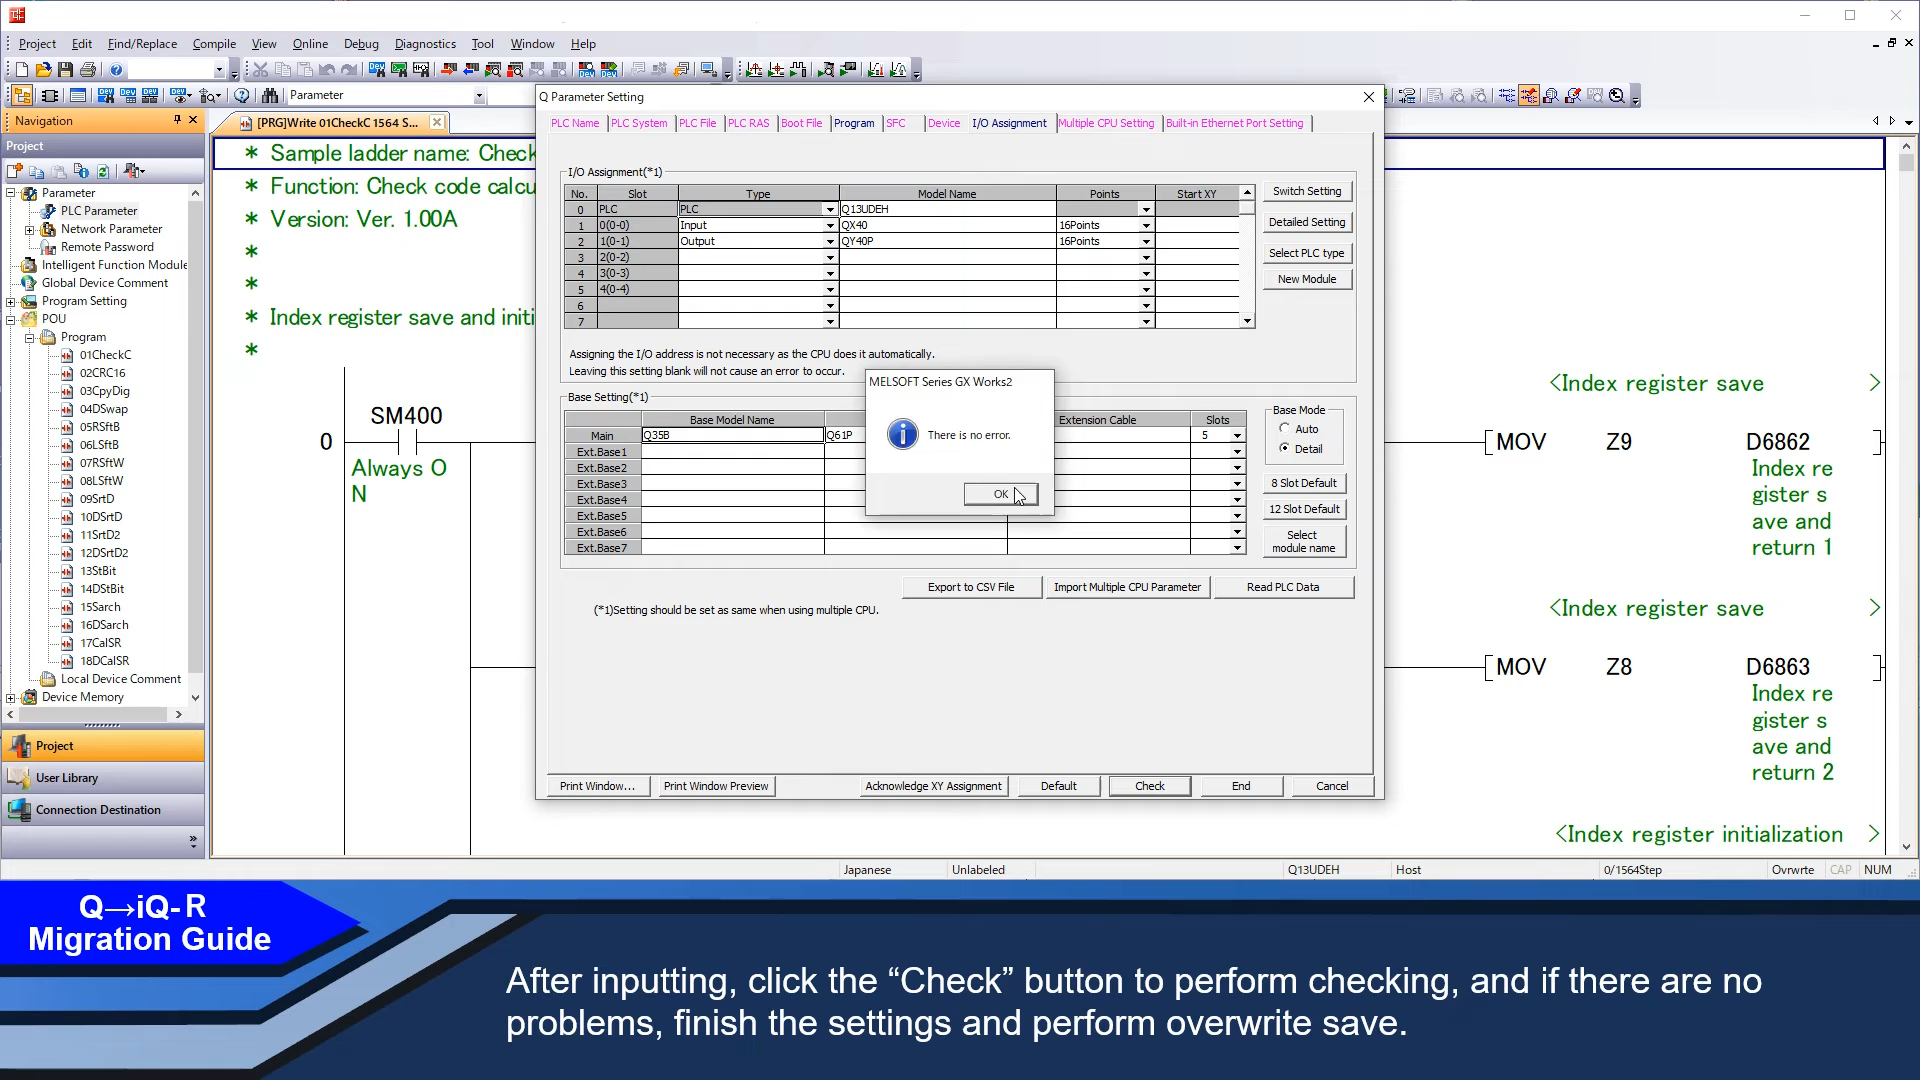 Project Edit Find/Replace Compile View Online Debug Diagnostics Tool Window Help
Parameter
Navigation
[PRG]Write 01CheckC 1564 S...
Project
Parameter
PLC Parameter
Network Parameter
Remote Password
Intelligent Function Module
Global Device Comment
Program Setting
POU
Program
01CheckC
02CRC16
03CpyDig
04DSwap
05RSftB
06LSftB
07RSftW
08LSftW
09SrtD
10DSrtD
11SrtD2
12DSrtD2
13StBit
14DStBit
15Sarch
16DSarch
17CalSR
18DCalSR
Local Device Comment
Device Memory
Project
User Library
Connection Destination
* Sample ladder name: Check
* Function: Check code calcu
* Version: Ver. 1.00A
*
*
* Index register save and initi
*
SM400
0
Always O
N
<Index register save >
MOV Z9 D6862
Index re
gister s
ave and
return 1
<Index register save >
MOV Z8 D6863
Index re
gister s
ave and
return 2
<Index register initialization >
Q Parameter Setting
PLC Name PLC System PLC File PLC RAS Boot File Program SFC Device I/O Assignment Multiple CPU Setting Built-in Ethernet Port Setting
I/O Assignment(*1)
No. Slot Type Model Name Points Start XY
0 PLC PLC Q13UDEH
1 0(0-0) Input QX40 16Points
2 1(0-1) Output QY40P 16Points
3 2(0-2)
4 3(0-3)
5 4(0-4)
6
7
Switch Setting
Detailed Setting
Select PLC type
New Module
Assigning the I/O address is not necessary as the CPU does it automatically.
Leaving this setting blank will not cause an error to occur.
Base Setting(*1)
Base Model Name Extension Cable Slots
Main Q35B Q61P 5
Ext.Base1
Ext.Base2
Ext.Base3
Ext.Base4
Ext.Base5
Ext.Base6
Ext.Base7
Base Mode
Auto
Detail
8 Slot Default
12 Slot Default
Select
module name
MELSOFT Series GX Works2
There is no error.
OK
Export to CSV File Import Multiple CPU Parameter Read PLC Data
(*1)Setting should be set as same when using multiple CPU.
Print Window... Print Window Preview Acknowledge XY Assignment Default Check End Cancel
Japanese Unlabeled Q13UDEH Host 0/1564Step Ovrwrte CAP NUM
Q→iQ-R
Migration Guide
After inputting, click the “Check” button to perform checking, and if there are no
problems, finish the settings and perform overwrite save.